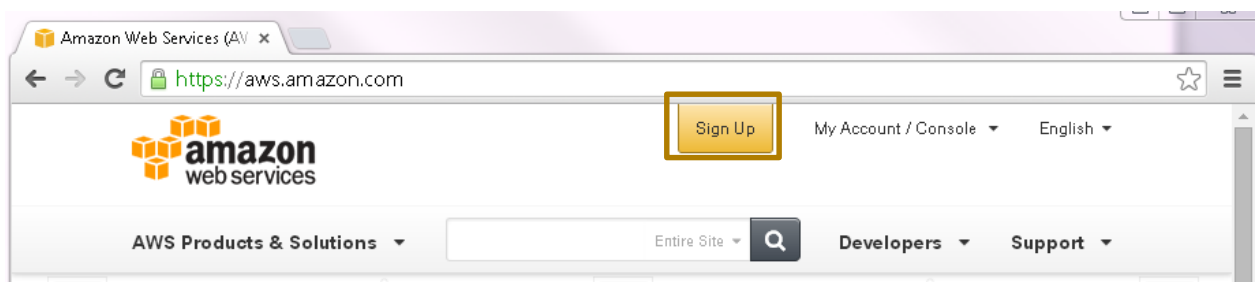 Amazon Web Services (AV
https://aws.amazon.com
Sign Up
My Account / Console
English
amazon
web services
AWS Products & Solutions
Entire Site
Developers
Support